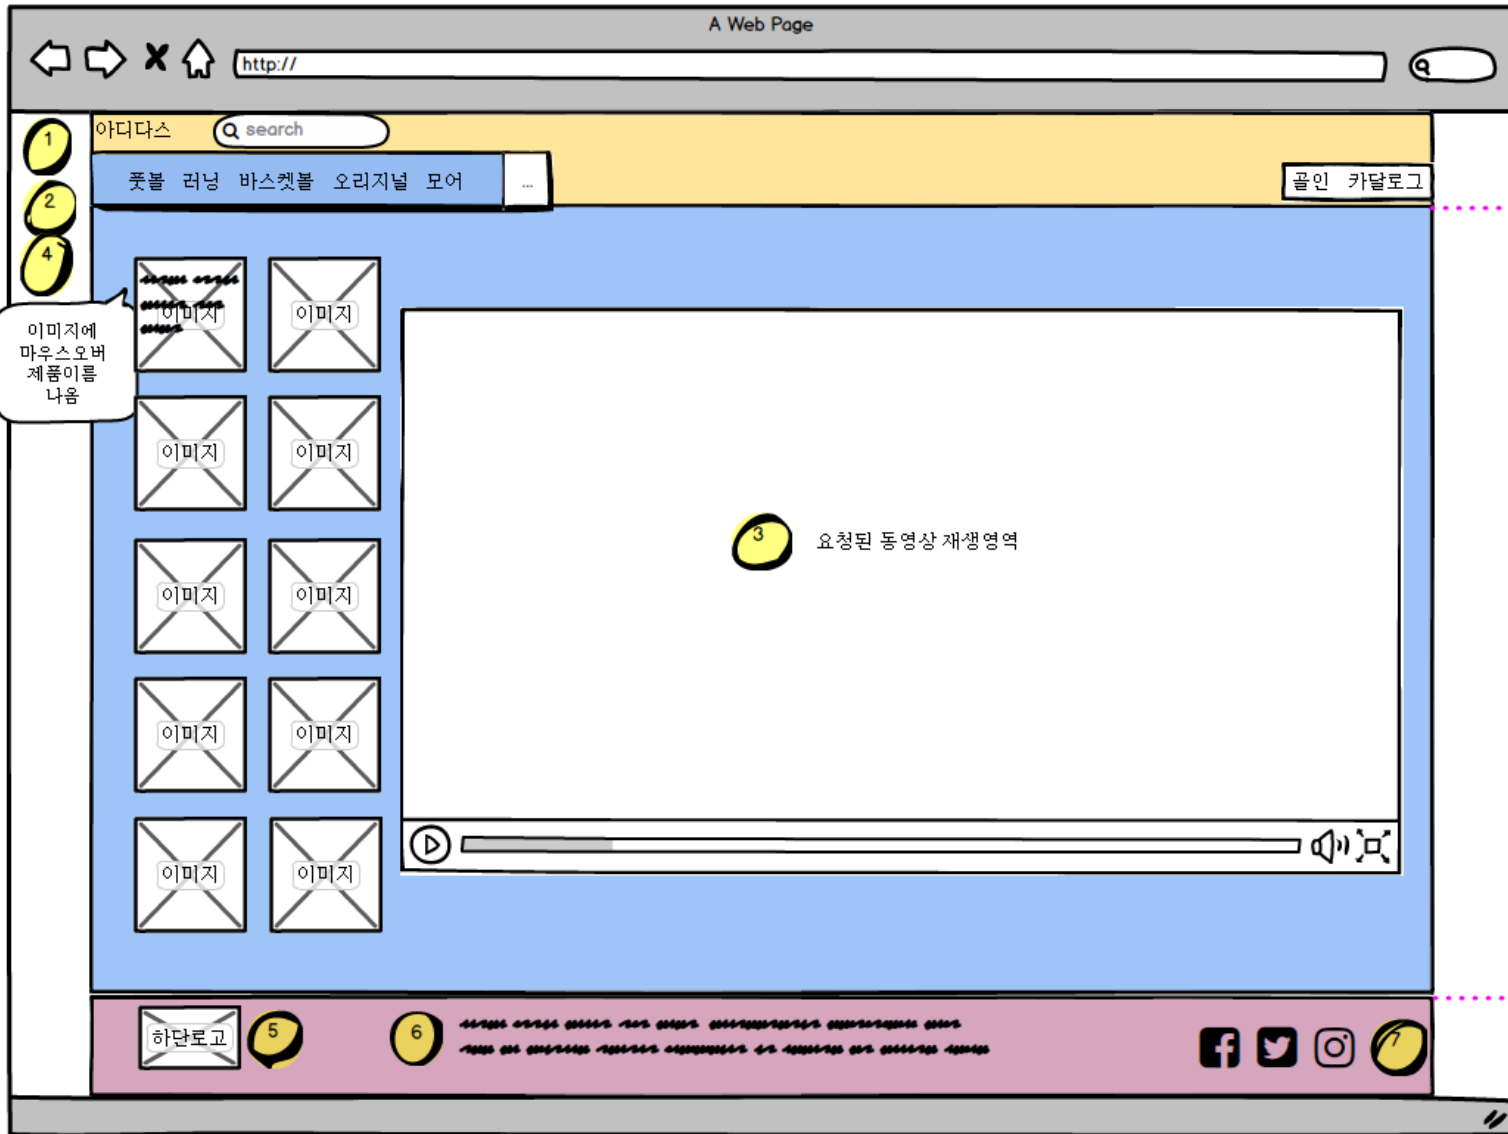 A Web Page
http://
1
아디다스
search
2
풋볼 러닝 바스켓볼 오리지널 모어
...
골인 카달로그
4
이미지에
마우스오버
제품이름
나옴
이미지
이미지
이미지
이미지
3
요청된 동영상 재생영역
이미지
이미지
이미지
이미지
이미지
이미지
하단로고
5
6
7